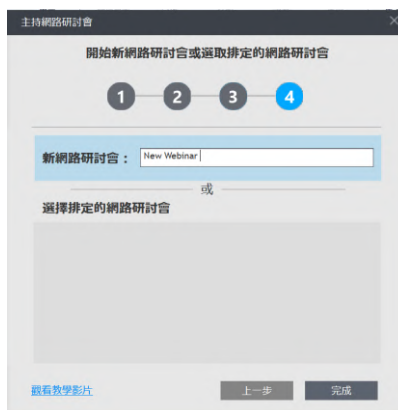 主持網路研討會
開始新網路研討會或選取排定的網路研討會
1 2 3 4
新網路研討會： New Webinar
或
選擇排定的網路研討會
觀看教學影片 上一步 完成